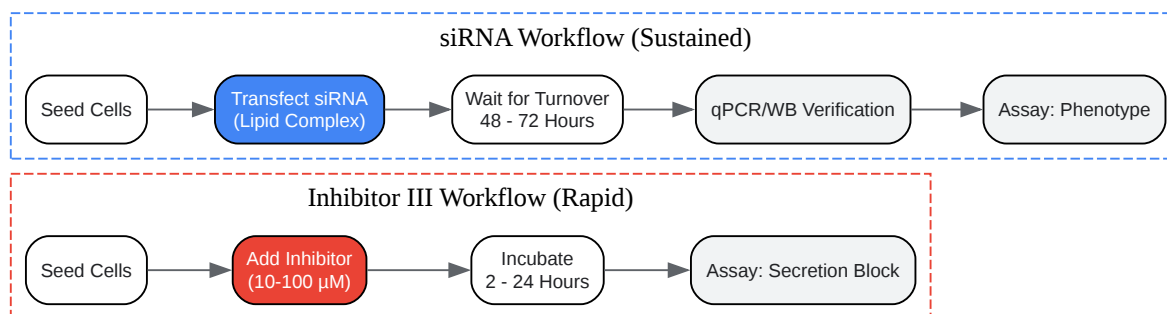 siRNA Workflow (Sustained)
Seed Cells
Transfect siRNA
(Lipid Complex)
Wait for Turnover
48 - 72 Hours
qPCR/WB Verification
Assay: Phenotype
Inhibitor III Workflow (Rapid)
Seed Cells
Add Inhibitor
(10-100 µM)
Incubate
2 - 24 Hours
Assay: Secretion Block